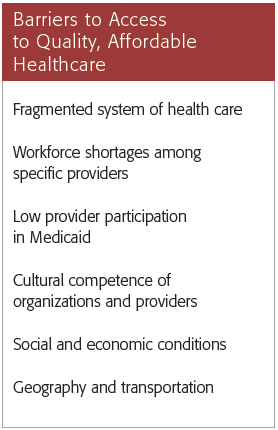 Barriers to Access
to Quality, Affordable
Healthcare
Fragmented system of health care
Workforce shortages among
specific providers
Low provider participation
in Medicaid
Cultural competence of
organizations and providers
Social and economic conditions
Geography and transportation